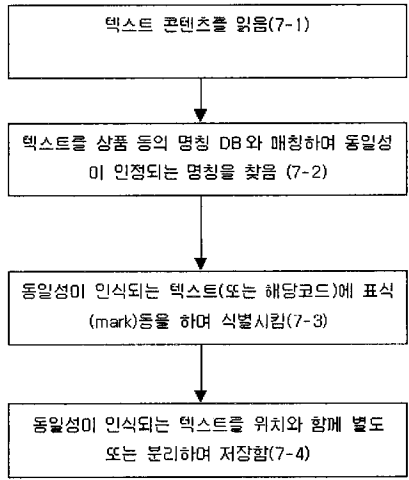 텍스트 콘텐츠를 읽음(7-1)
텍스트를 상품 등의 명칭 DB와 매칭하며 동일성
이 인정되는 명칭을 찾음 (7-2)
동일성이 인식되는 텍스트(또는 해당코드)에 표식
(mark)등을 하며 식별시킴(7-3)
동일성이 인식되는 텍스트를 위치와 함께 별도
또는 분리하며 저장함(7-4)